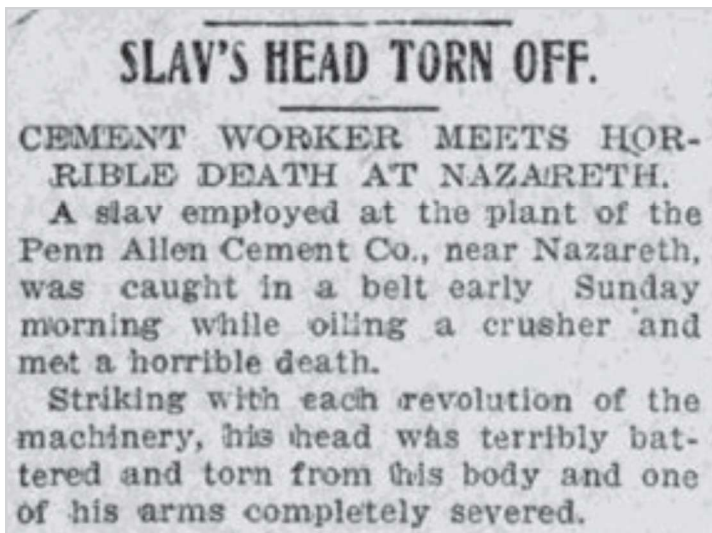 SLAV'S HEAD TORN OFF.
CEMENT WORKER MEETS HOR-
RIBLE DEATH AT NAZARETH.
A slav employed at the plant of the
Penn Allen Cement Co., near Nazareth,
was caught in a belt early Sunday
morning while oiling a crusher and
met a horrible death.
Striking with each revolution of the
machinery, his head was terribly bat-
tered and torn from this body and one
of his arms completely severed.